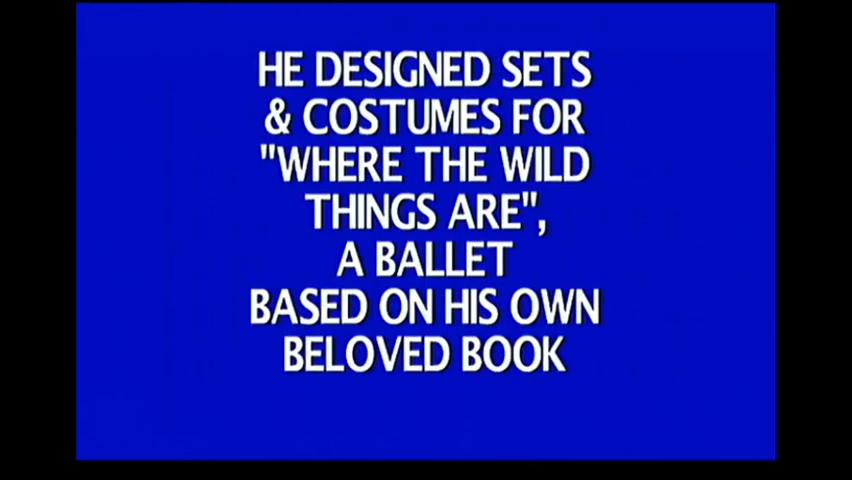 HE DESIGNED SETS
& COSTUMES FOR
"WHERE THE WILD
THINGS ARE",
A BALLET
BASED ON HIS OWN
BELOVED BOOK